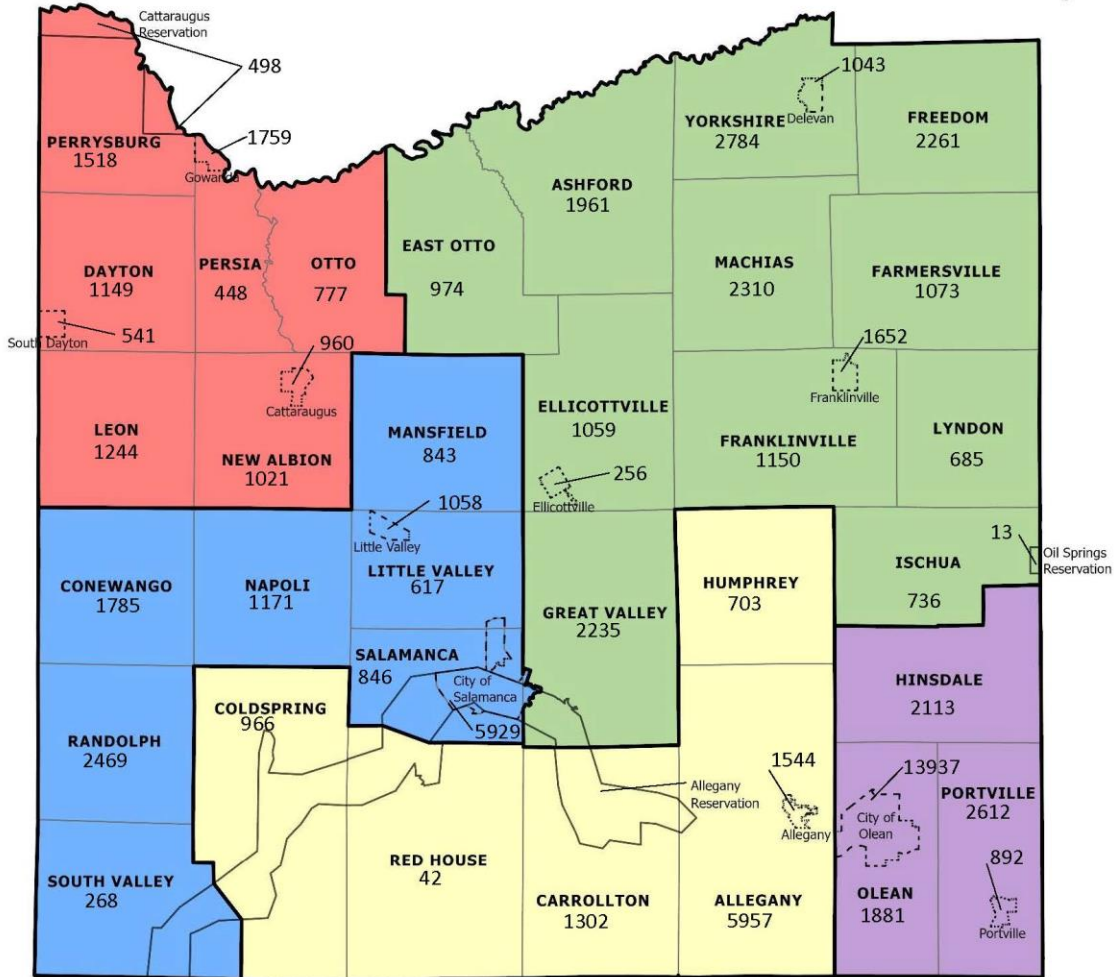 Cattaraugus
Reservation
498
1759
PERRYSBURG
1518
Gowanda
1043
YORKSHIRE
2784
Delevan
FREEDOM
2261
ASHFORD
1961
EAST OTTO
974
DAYTON
1149
PERSIA
448
OTTO
777
MACHIAS
2310
FARMERSVILLE
1073
541
South Dayton
960
Cattaraugus
1652
Franklinville
LEON
1244
NEW ALBION
1021
MANSFIELD
843
ELLICOTTVILLE
1059
FRANKLINVILLE
1150
LYNDON
685
256
Ellicottville
1058
Little Valley
13
Oil Springs
Reservation
CONEWANGO
1785
NAPOLI
1171
LITTLE VALLEY
617
GREAT VALLEY
2235
HUMPHREY
703
ISCHUA
736
SALAMANCA
846
City of
Salamanca
5929
HINSDALE
2113
COLDSPRING
966
RANDOLPH
2469
Allegany
Reservation
1544
Allegany
13937
City of
Olean
PORTVILLE
2612
892
Portville
SOUTH VALLEY
268
RED HOUSE
42
CARROLLTON
1302
ALLEGANY
5957
OLEAN
1881